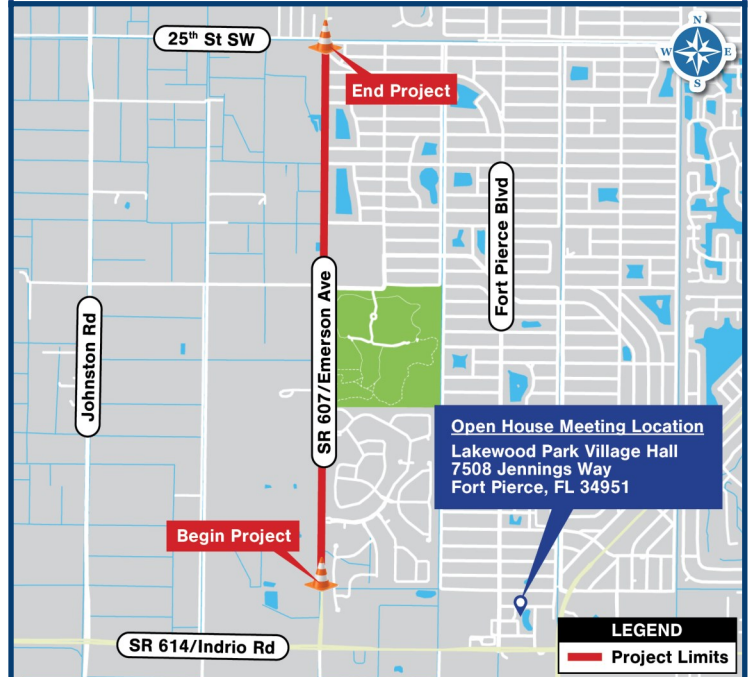 25th St SW
N
W E
S
End Project
Fort Pierce Blvd
SR 607/Emerson Ave
Johnston Rd
Open House Meeting Location
Lakewood Park Village Hall
7508 Jennings Way
Fort Pierce, FL 34951
Begin Project
SR 614/Indrio Rd
LEGEND
Project Limits